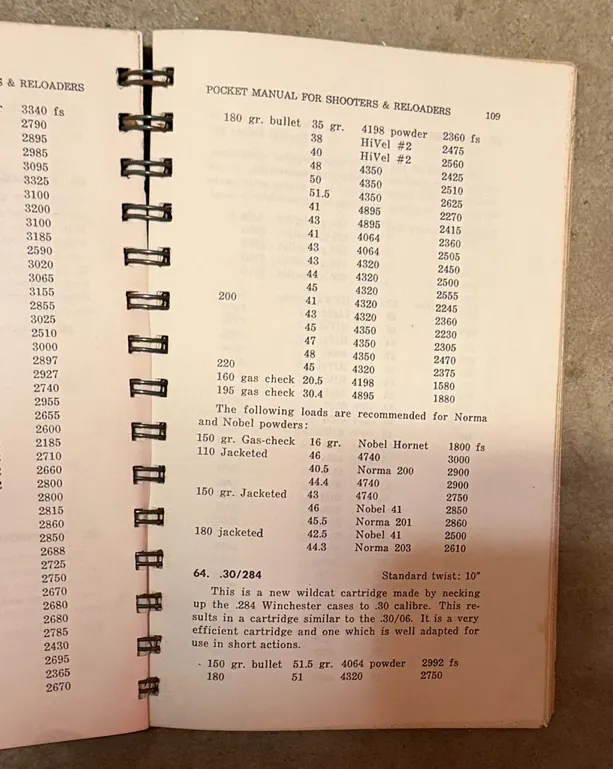 S & RELOADERS
3340 fs
2790
2895
2985
3095
3325
3100
3200
3100
3185
2590
3020
3065
3155
2855
3025
2510
3000
2897
2927
2740
2955
2655
2600
2185
2710
2660
2800
2800
2815
2860
2850
2688
2725
2750
2670
2680
2680
2785
2430
2695
2365
2670
POCKET MANUAL FOR SHOOTERS & RELOADERS 109
180 gr. bullet 35 gr. 4198 powder 2360 fs
38 HiVel #2 2475
40 HiVel #2 2560
48 4350 2425
50 4350 2510
51.5 4350 2625
41 4895 2270
43 4895 2415
41 4064 2360
43 4064 2505
43 4320 2450
44 4320 2500
45 4320 2555
200 41 4320 2245
43 4320 2360
45 4350 2230
47 4350 2305
48 4350 2470
220 45 4320 2375
160 gas check 20.5 4198 1580
195 gas check 30.4 4895 1880
The following loads are recommended for Norma
and Nobel powders:
150 gr. Gas-check 16 gr. Nobel Hornet 1800 fs
110 Jacketed 46 4740 3000
40.5 Norma 200 2900
44.4 4740 2900
150 gr. Jacketed 43 4740 2750
46 Nobel 41 2850
45.5 Norma 201 2860
180 jacketed 42.5 Nobel 41 2500
44.3 Norma 203 2610
64. .30/284 Standard twist: 10"
This is a new wildcat cartridge made by necking
up the .284 Winchester cases to .30 calibre. This re-
sults in a cartridge similar to the .30/06. It is a very
efficient cartridge and one which is well adapted for
use in short actions.
150 gr. bullet 51.5 gr. 4064 powder 2992 fs
180 51 4320 2750